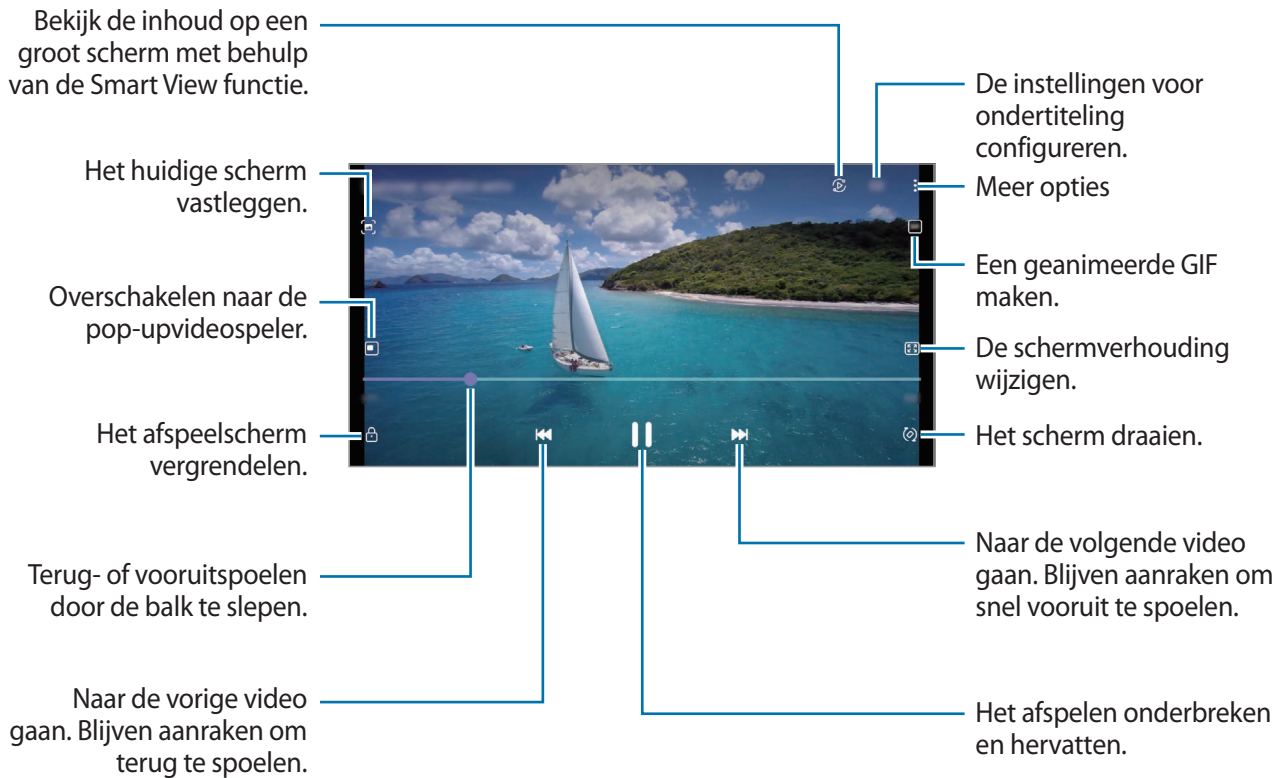 Bekijk de inhoud op een
groot scherm met behulp
van de Smart View functie.
De instellingen voor
ondertiteling
configureren.
Het huidige scherm
vastleggen.
Meer opties
Een geanimeerde GIF
maken.
Overschakelen naar de
pop-upvideospeler.
De schermverhouding
wijzigen.
Het afspeelscherm
vergrendelen.
Het scherm draaien.
Terug- of vooruitspoelen
door de balk te slepen.
Naar de volgende video
gaan. Blijven aanraken om
snel vooruit te spoelen.
Naar de vorige video
gaan. Blijven aanraken om
terug te spoelen.
Het afspelen onderbreken
en hervatten.